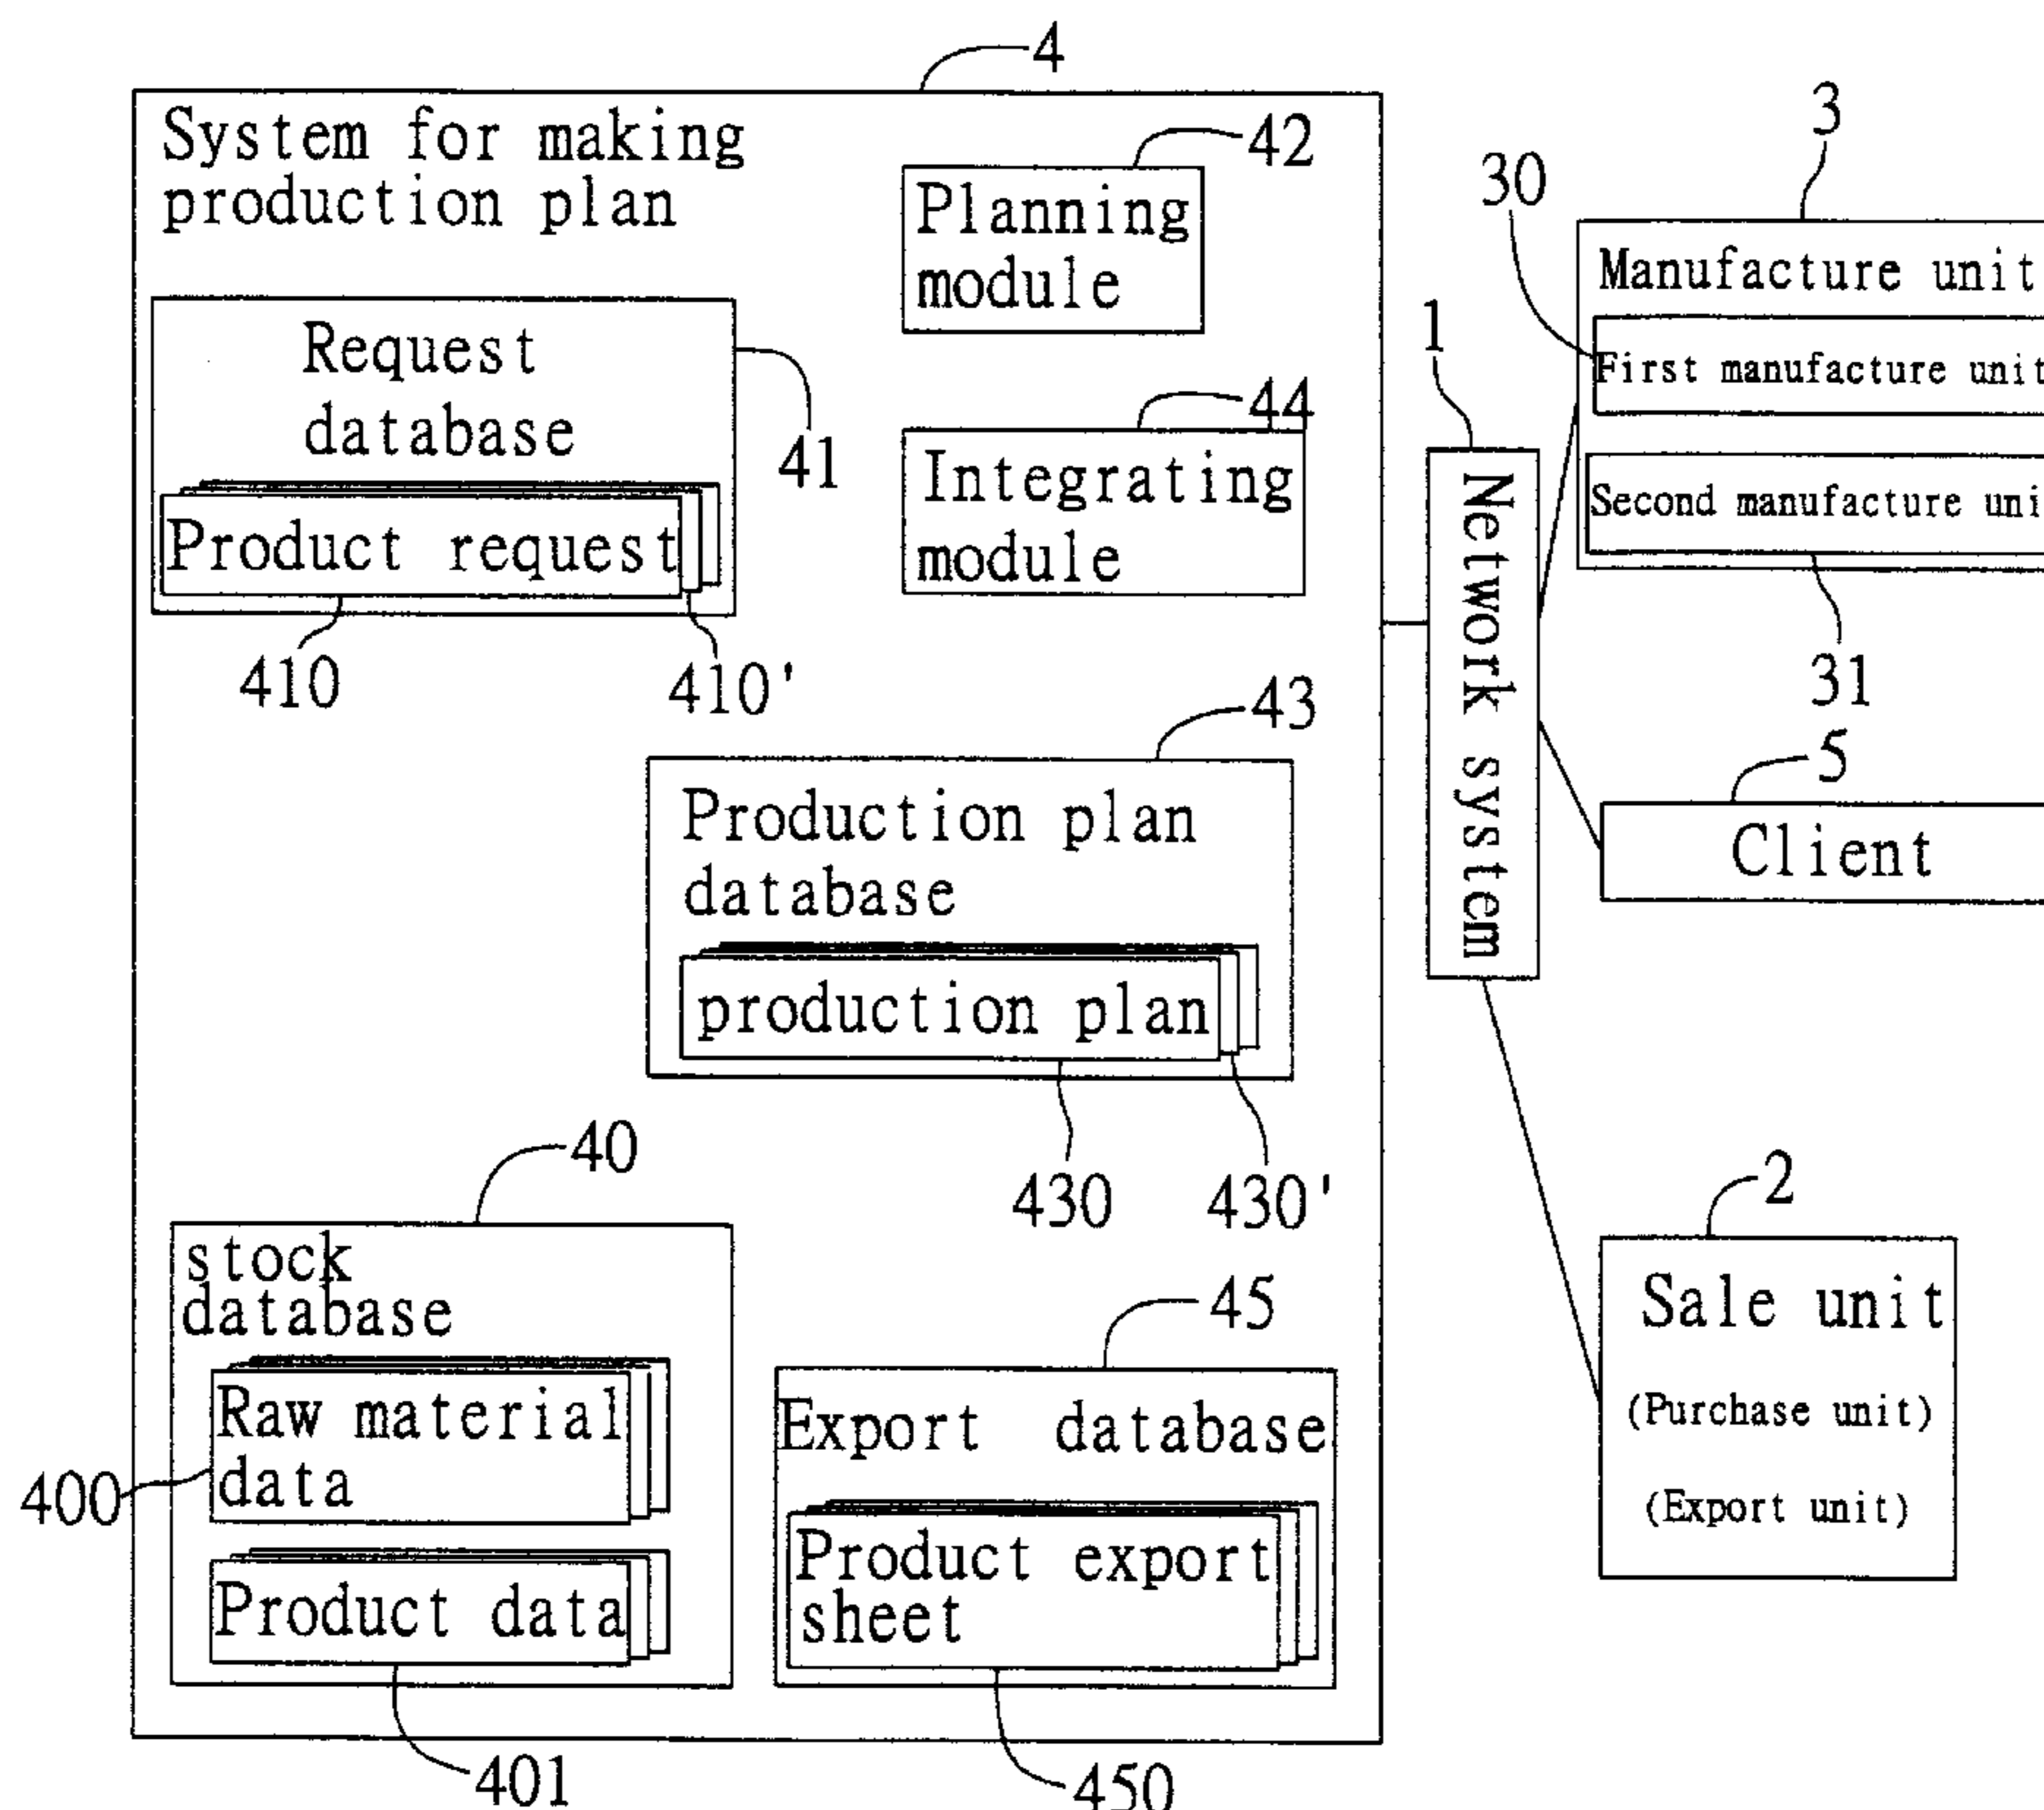 4
System for making
production plan
42
Planning
module
Request
database
41
Product request
410
410'
44
Integrating
module
43
Production plan
database
production plan
430
430'
40
stock
database
Raw material
data
400
Product data
401
45
Export database
Product export
sheet
450
1
Network system
3
30
Manufacture unit
First manufacture unit
Second manufacture uni
31
5
Client
2
Sale unit
(Purchase unit)
(Export unit)